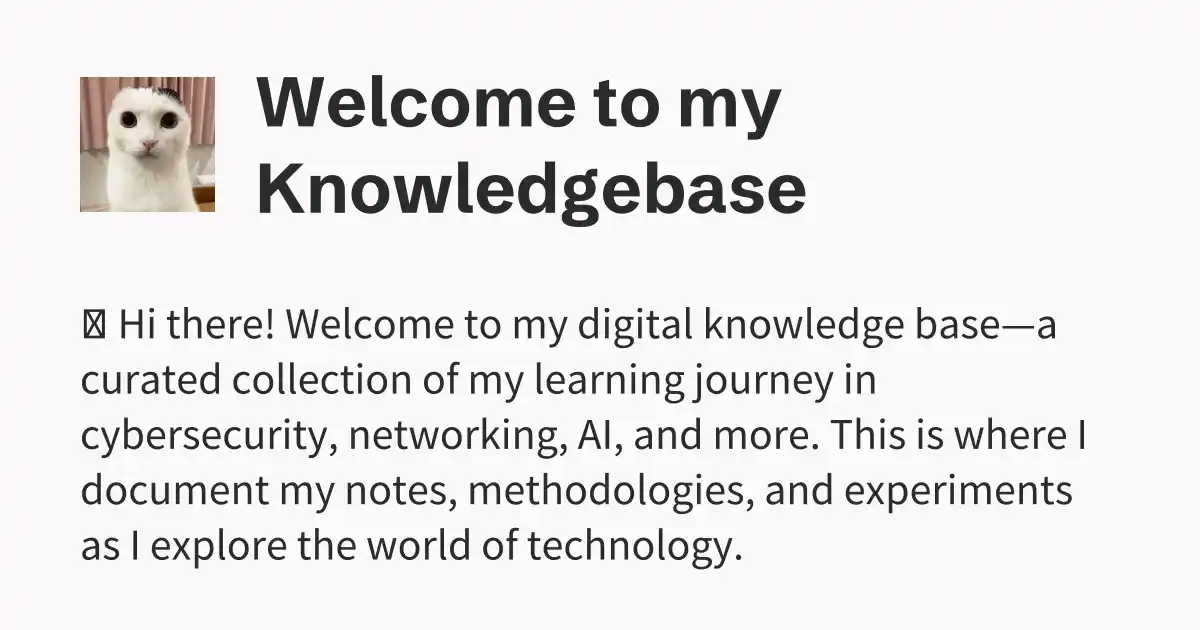 Welcome to my
Knowledgebase
Hi there! Welcome to my digital knowledge base—a
curated collection of my learning journey in
cybersecurity, networking, AI, and more. This is where I
document my notes, methodologies, and experiments
as I explore the world of technology.